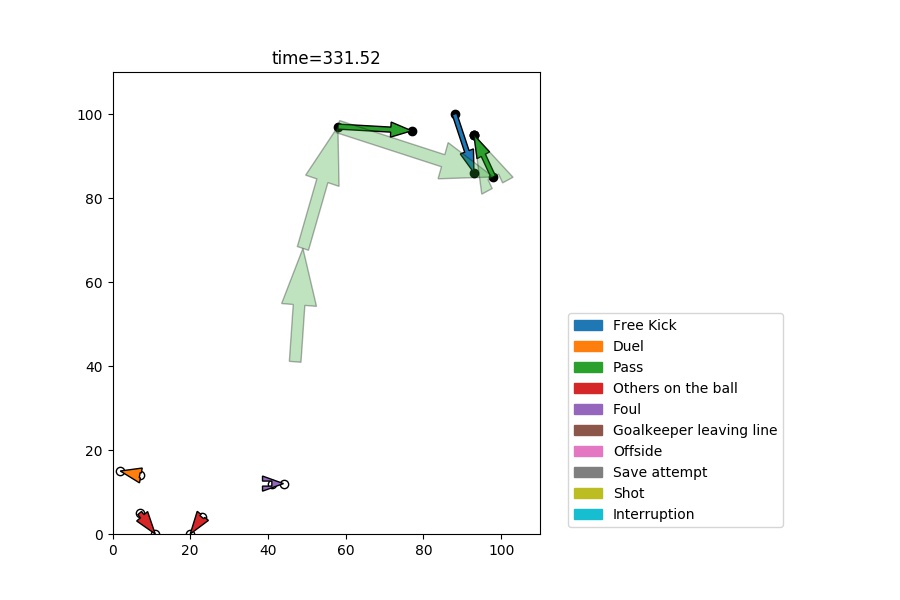 time=331.52
100
80
60
40
20
0
0 20 40 60 80 100
Free Kick
Duel
Pass
Others on the ball
Foul
Goalkeeper leaving line
Offside
Save attempt
Shot
Interruption